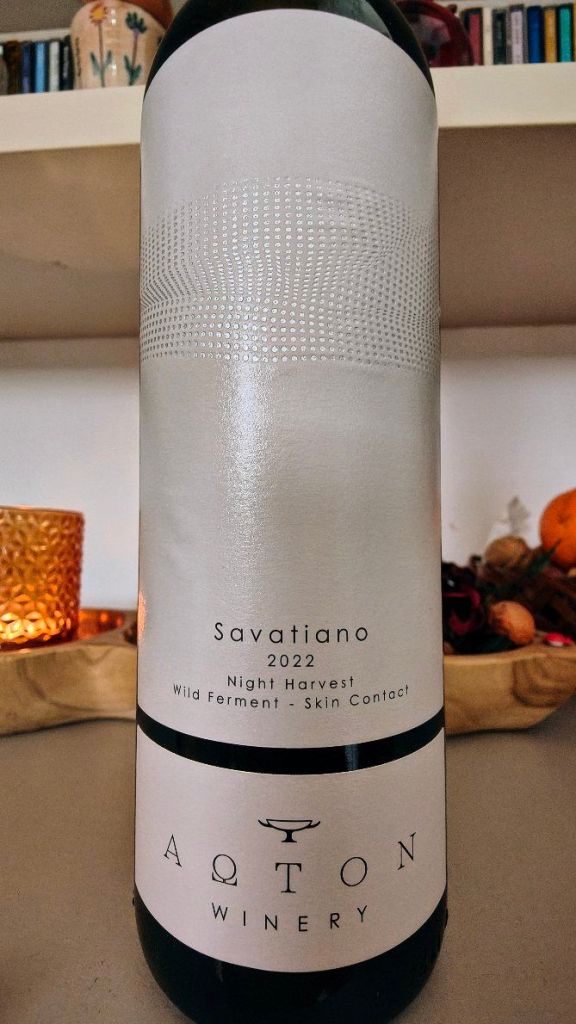 Savatiano
2022
Night Harvest
Wild Ferment - Skin Contact
ΑΩΤΟΝ
WINERY